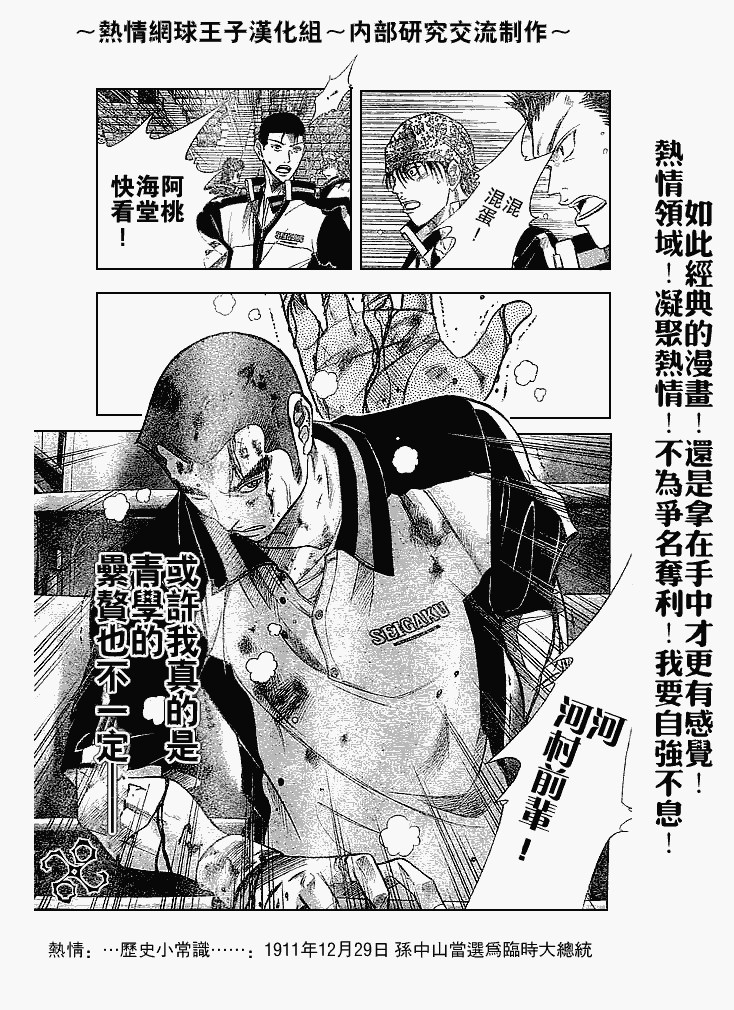 ～熱情網球王子漢化組～内部研究交流制作～
混
混蛋！
阿桃
海堂
快看！
SEIGAKU
SEIGAKU
或許我真的是
青學的
累贅也不一定──
河
河村前輩！
如此經典的漫畫！還是拿在手中才更有感覺！
熱情領域！凝聚熱情！不為爭名奪利！我要自強不息！
熱情：…歷史小常識……：1911年12月29日 孫中山當選爲臨時大總統